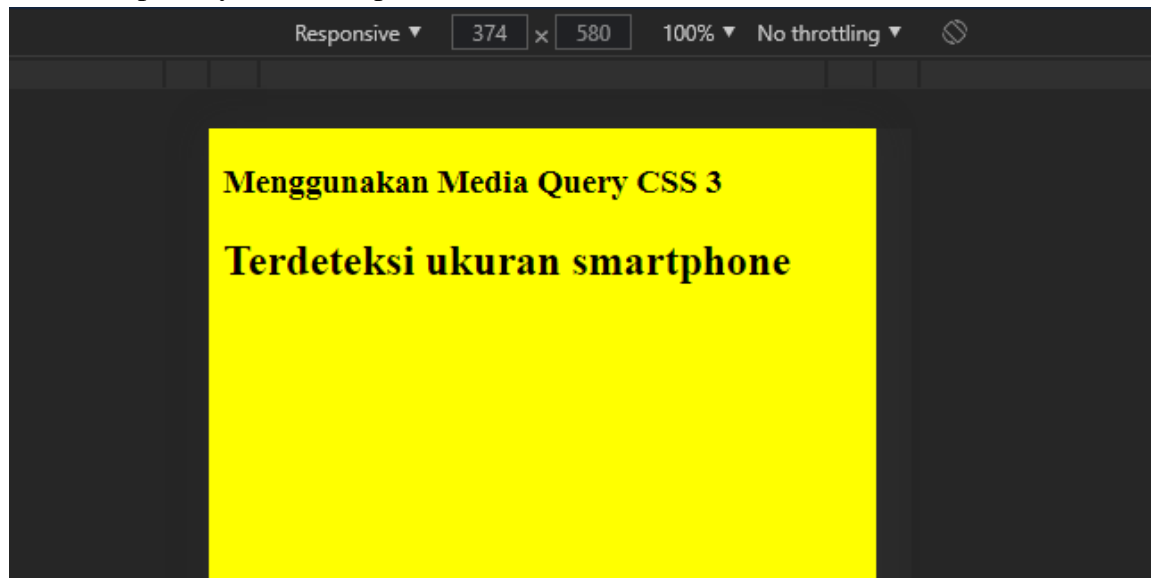 Responsive ▼ 374 × 580 100% ▼ No throttling ▼
Menggunakan Media Query CSS 3
Terdeteksi ukuran smartphone